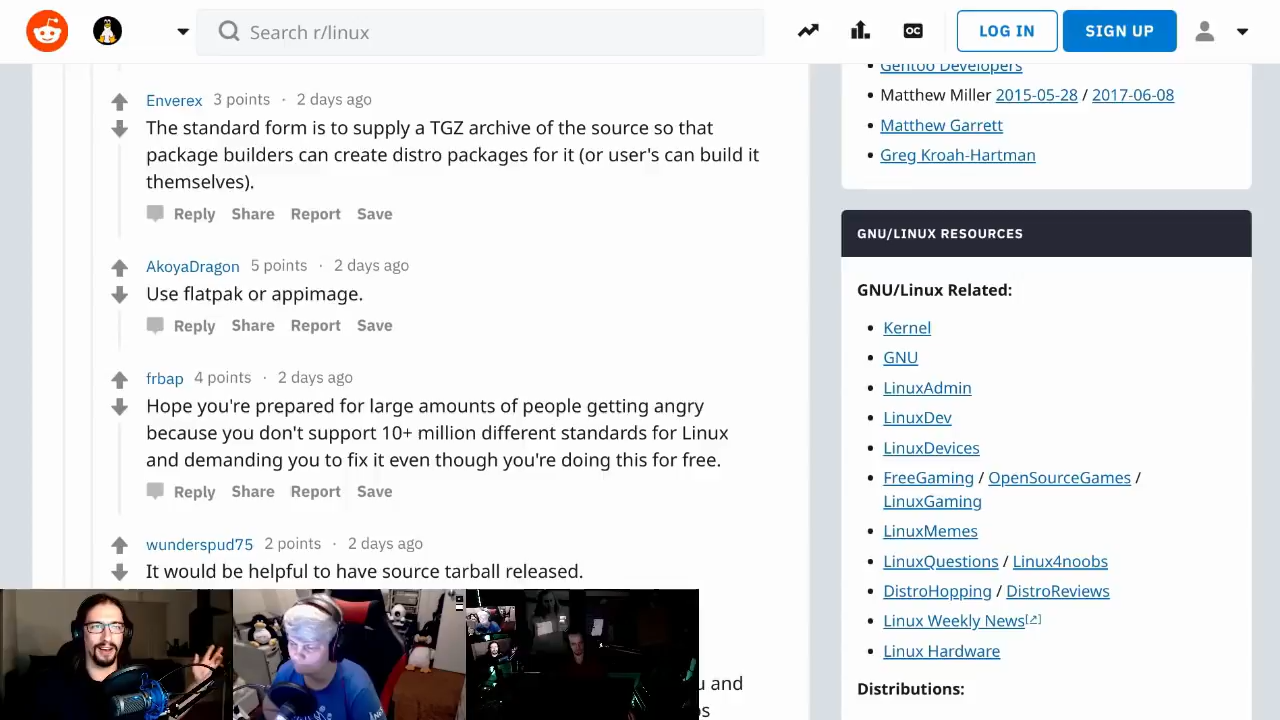 Search r/linux
OC
LOG IN
SIGN UP
Enverex 3 points · 2 days ago
The standard form is to supply a TGZ archive of the source so that
package builders can create distro packages for it (or user's can build it
themselves).
Reply Share Report Save
AkoyaDragon 5 points · 2 days ago
Use flatpak or appimage.
Reply Share Report Save
frbap 4 points · 2 days ago
Hope you're prepared for large amounts of people getting angry
because you don't support 10+ million different standards for Linux
and demanding you to fix it even though you're doing this for free.
Reply Share Report Save
wunderspud75 2 points · 2 days ago
It would be helpful to have source tarball released.
and
Gentoo Developers
Matthew Miller 2015-05-28 / 2017-06-08
Matthew Garrett
Greg Kroah-Hartman
GNU/LINUX RESOURCES
GNU/Linux Related:
Kernel
GNU
LinuxAdmin
LinuxDev
LinuxDevices
FreeGaming / OpenSourceGames /
LinuxGaming
LinuxMemes
LinuxQuestions / Linux4noobs
DistroHopping / DistroReviews
Linux Weekly News
Linux Hardware
Distributions: